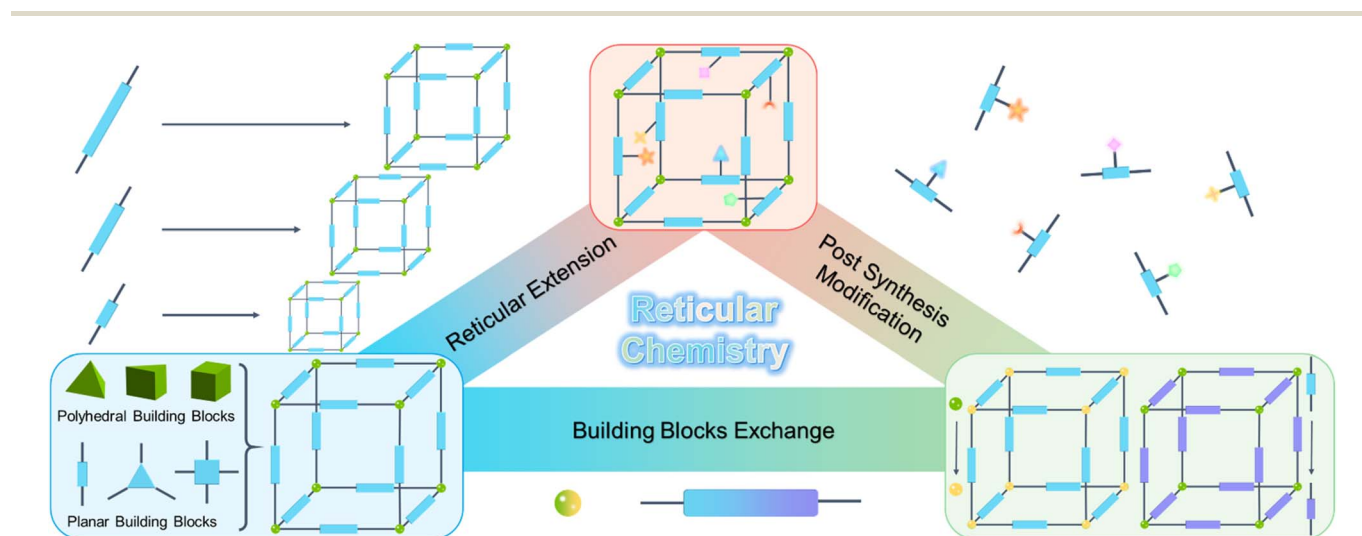 Reticular Extension
Post Synthesis
Modification
Reticular
Chemistry
Polyhedral Building Blocks
Planar Building Blocks
Building Blocks Exchange